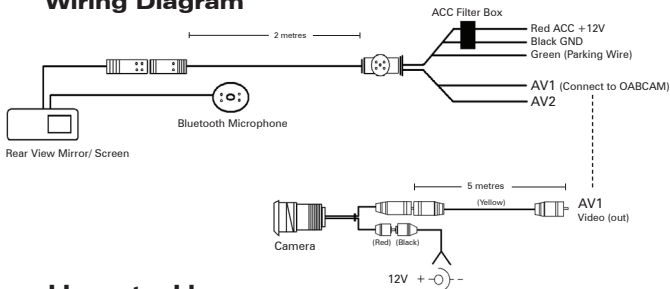 Wiring Diagram
ACC Filter Box
2 metres
Red ACC +12V
Black GND
Green (Parking Wire)
AV1 (Connect to OABCAM)
AV2
Bluetooth Microphone
Rear View Mirror/ Screen
5 metres
(Yellow)
AV1
Video (out)
Camera
(Red) (Black)
12V + -